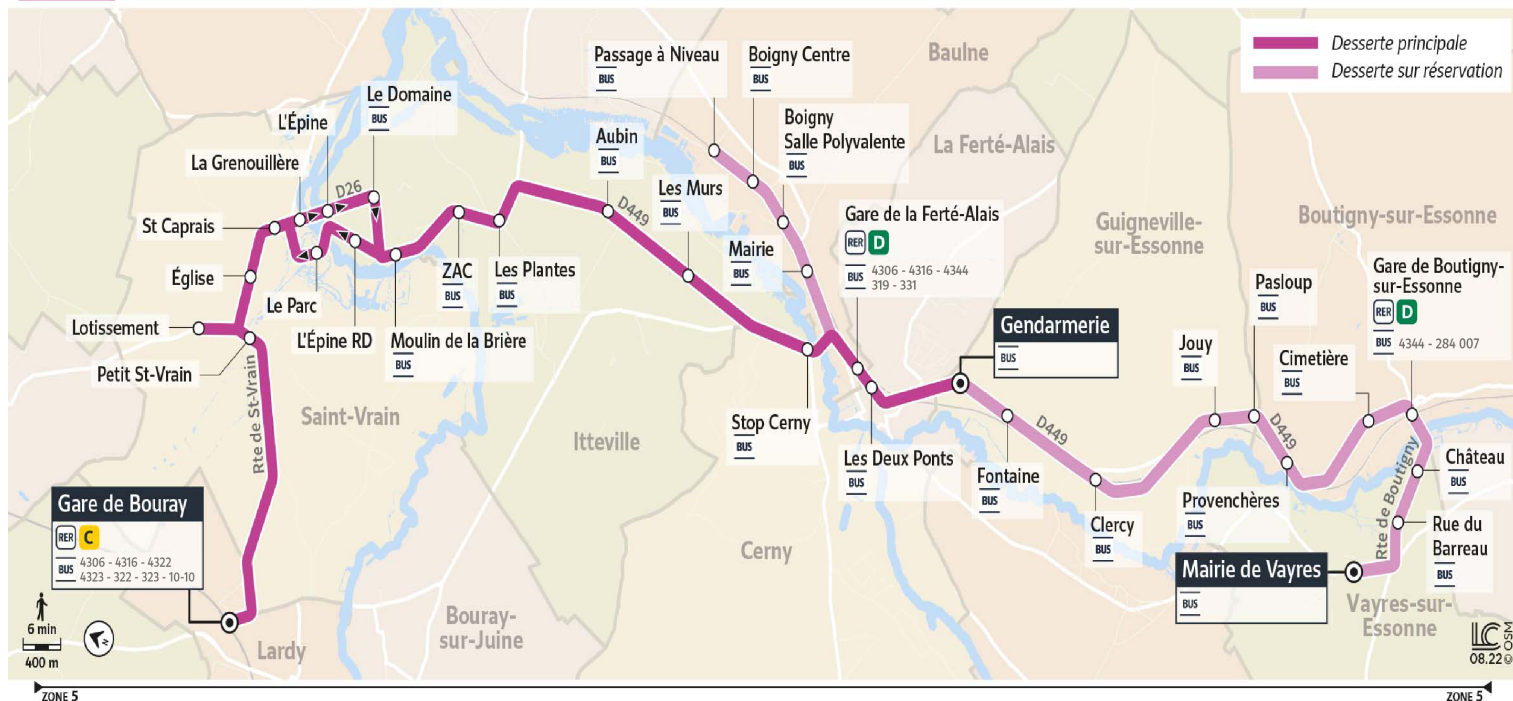 Desserte principale
Desserte sur réservation
Passage à Niveau
BUS
Boigny Centre
BUS
Baulne
Le Domaine
BUS
L'Épine
La Grenouillère
Boigny
Salle Polyvalente
BUS
Aubin
BUS
La Ferté-Alais
D26
D449
Les Murs
BUS
St Caprais
Gare de la Ferté-Alais
RER D
BUS 4306 - 4316 - 4344
319 - 331
Guigneville-
sur-Essonne
Boutigny-sur-Essonne
Mairie
BUS
Église
Le Parc
ZAC
BUS
Les Plantes
BUS
Pasloup
BUS
Gare de Boutigny-
sur-Essonne
RER D
BUS 4344 - 284 007
Lotissement
L'Épine RD
Moulin de la Brière
BUS
Gendarmerie
BUS
Jouy
BUS
Cimetière
BUS
Petit St-Vrain
Rte de St-Vrain
Saint-Vrain
Itteville
Stop Cerny
BUS
Les Deux Ponts
BUS
D449
D449
Fontaine
BUS
Clercy
BUS
Provenchères
BUS
Rte de Boutigny
Château
BUS
Rue du
Barreau
BUS
Gare de Bouray
RER C
BUS 4306 - 4316 - 4322
4323 - 322 - 323 - 10-10
Cerny
Mairie de Vayres
BUS
Vayres-sur-
Essonne
Bouray-
sur-Juine
Lardy
6 min
400 m
N
LC
08.22 © OSM
ZONE 5
ZONE 5